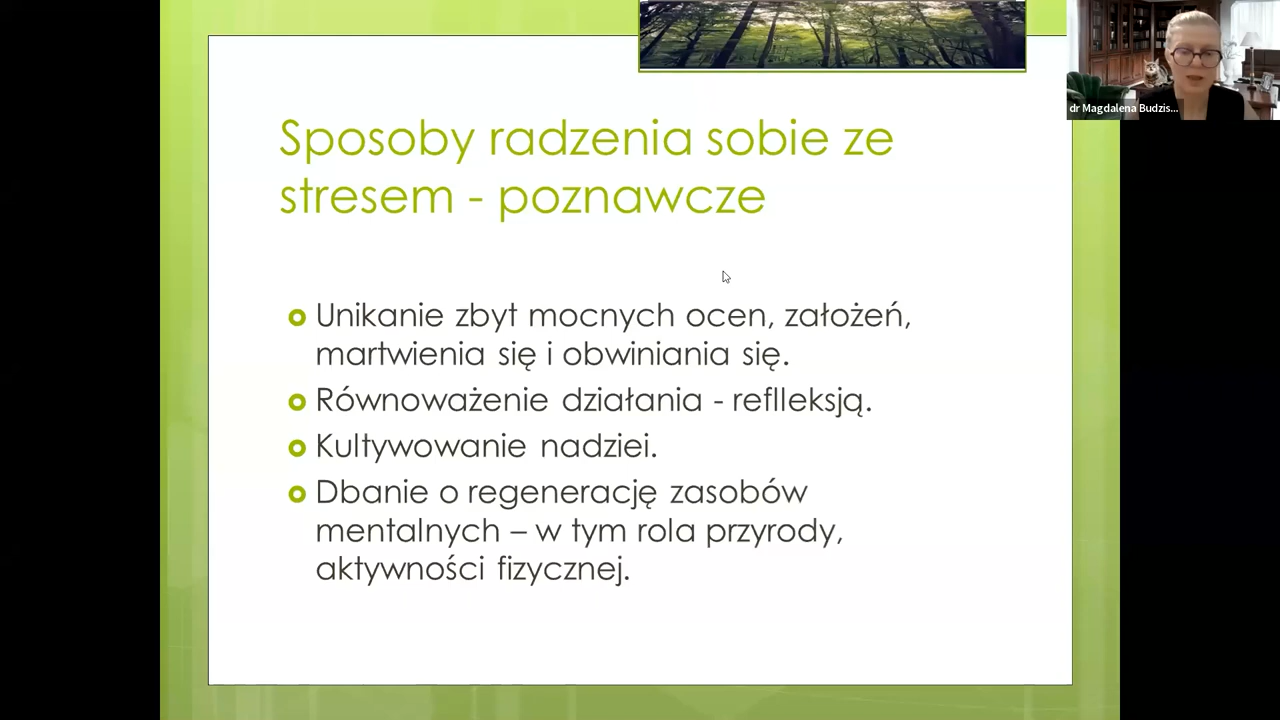 dr Magdalena Budzis...
Sposoby radzenia sobie ze
stresem - poznawcze
Unikanie zbyt mocnych ocen, założeń,
martwienia się i obwiniania się.
Równoważenie działania - reflleksją.
Kultywowanie nadziei.
Dbanie o regenerację zasobów
mentalnych – w tym rola przyrody,
aktywności fizycznej.